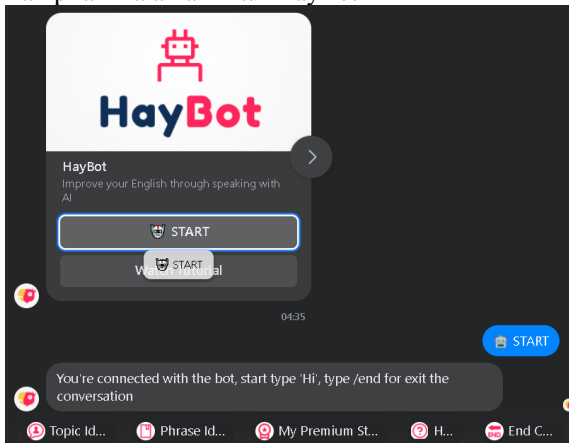 HayBot
HayBot
Improve your English through speaking with
AI
START
START
Tutorial
04:35
START
You're connected with the bot, start type 'Hi', type /end for exit the
conversation
Topic Id...
Phrase Id...
My Premium St...
H...
END
End C...